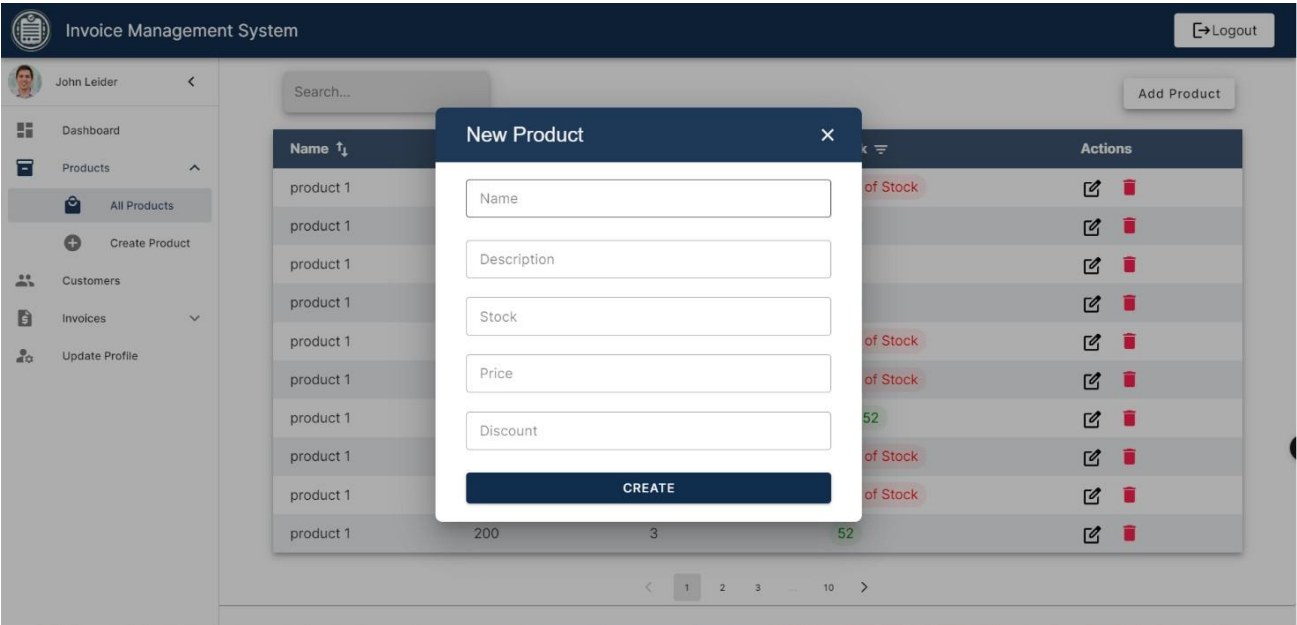 Invoice Management System
Logout
John Leider
Search...
Add Product
Dashboard
New Product
Name
Actions
Products
product 1
of Stock
Name
All Products
product 1
Create Product
Description
product 1
Customers
product 1
Stock
Invoices
product 1
of Stock
Update Profile
Price
product 1
of Stock
product 1
52
Discount
product 1
of Stock
CREATE
product 1
of Stock
product 1 200 3 52
1 2 3 ... 10